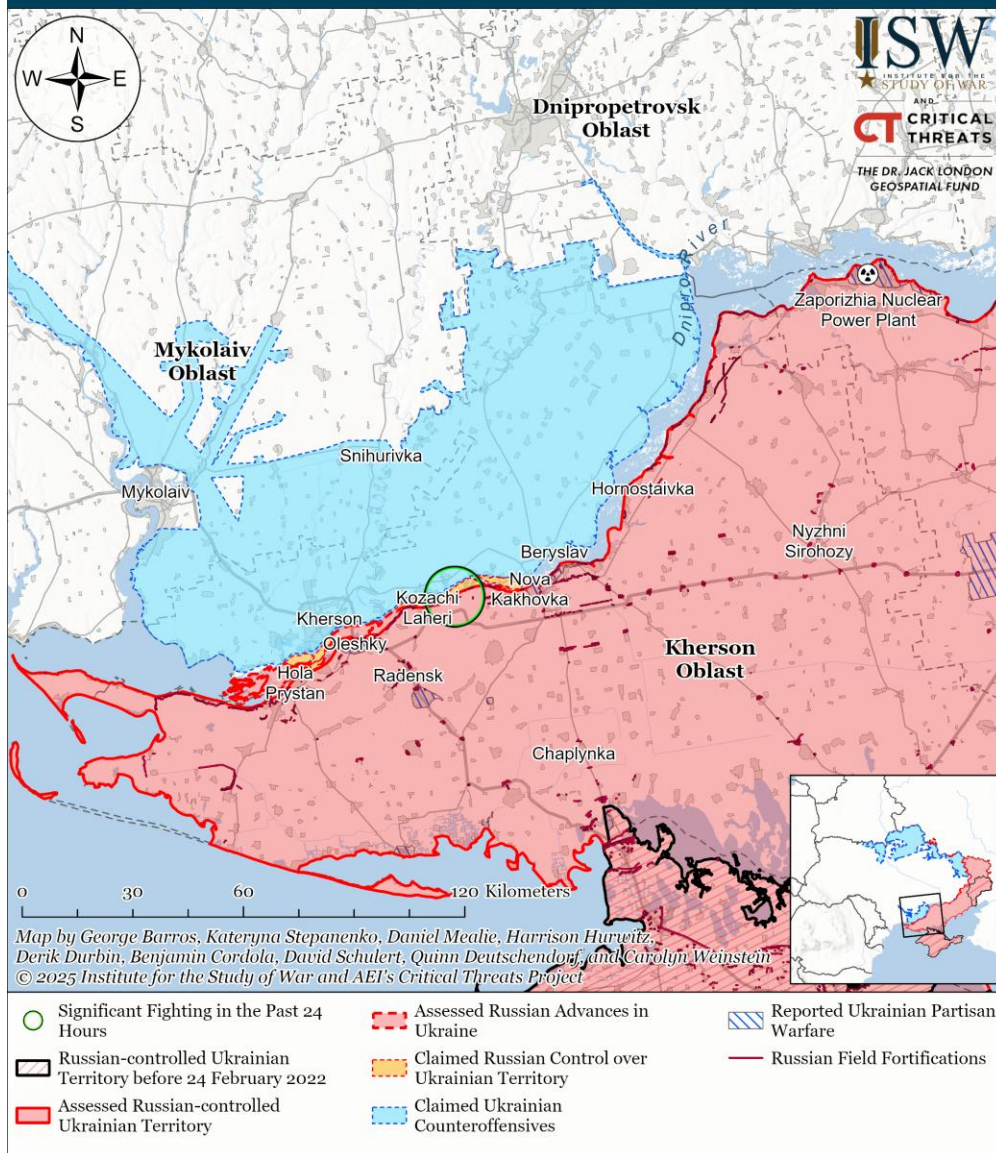 N
W
E
S
ISW
INSTITUTE FOR THE
STUDY OF WAR
AND
CT CRITICAL
THREATS
THE DR. JACK LONDON
GEOSPATIAL FUND
Dnipropetrovsk
Oblast
Dnipro River
Zaporizhia Nuclear
Power Plant
Mykolaiv
Oblast
Snihurivka
Mykolaiv
Hornostaivka
Nyzhni
Sirohozy
Beryslav
Nova
Kakhovka
Kozachi
Laheri
Kherson
Oleshky
Hola
Prystan
Radensk
Kherson
Oblast
Chaplynka
0 30 60 120 Kilometers
Map by George Barros, Kateryna Stepanenko, Daniel Mealie, Harrison Hurwitz,
Derik Durbin, Benjamin Cordola, David Schulert, Quinn Deutschendorf, and Carolyn Weinstein
© 2025 Institute for the Study of War and AEI's Critical Threats Project
Significant Fighting in the Past 24
Hours
Russian-controlled Ukrainian
Territory before 24 February 2022
Assessed Russian-controlled
Ukrainian Territory
Assessed Russian Advances in
Ukraine
Claimed Russian Control over
Ukrainian Territory
Claimed Ukrainian
Counteroffensives
Reported Ukrainian Partisan
Warfare
Russian Field Fortifications